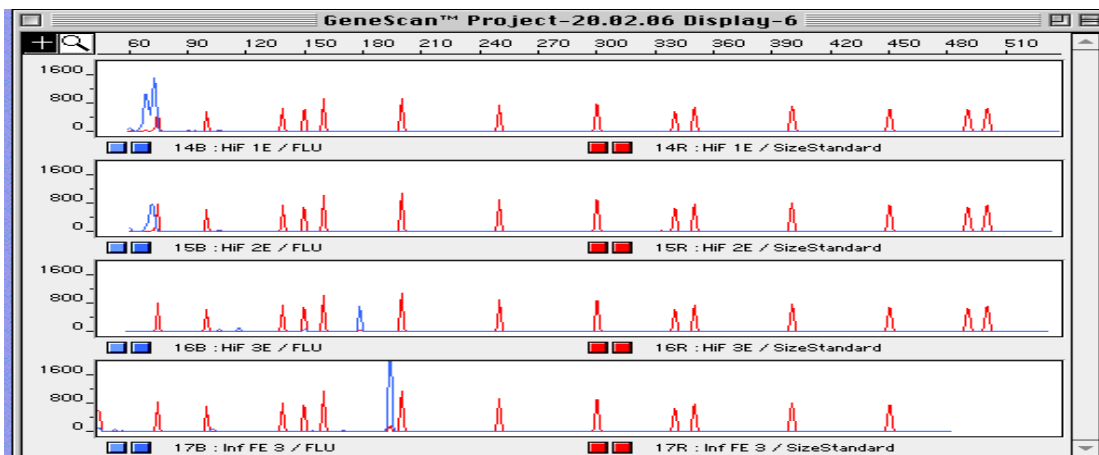 GeneScan™ Project-20.02.06 Display-6
60 90 120 150 180 210 240 270 300 330 360 390 420 450 480 510
1600
800
0
14B : HiF 1E / FLU 14R : HiF 1E / SizeStandard
1600
800
0
15B : HiF 2E / FLU 15R : HiF 2E / SizeStandard
1600
800
0
16B : HiF 3E / FLU 16R : HiF 3E / SizeStandard
1600
800
0
17B : Inf FE 3 / FLU 17R : Inf FE 3 / SizeStandard